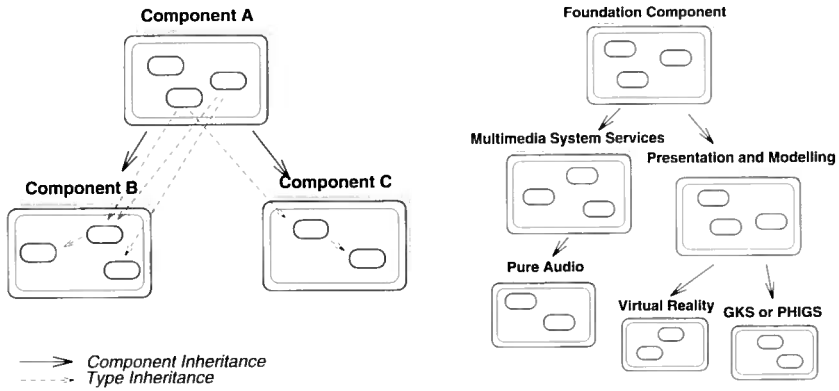 Component A
Component B
Component C
Component Inheritance
Type Inheritance
Foundation Component
Multimedia System Services
Presentation and Modelling
Pure Audio
Virtual Reality
GKS or PHIGS